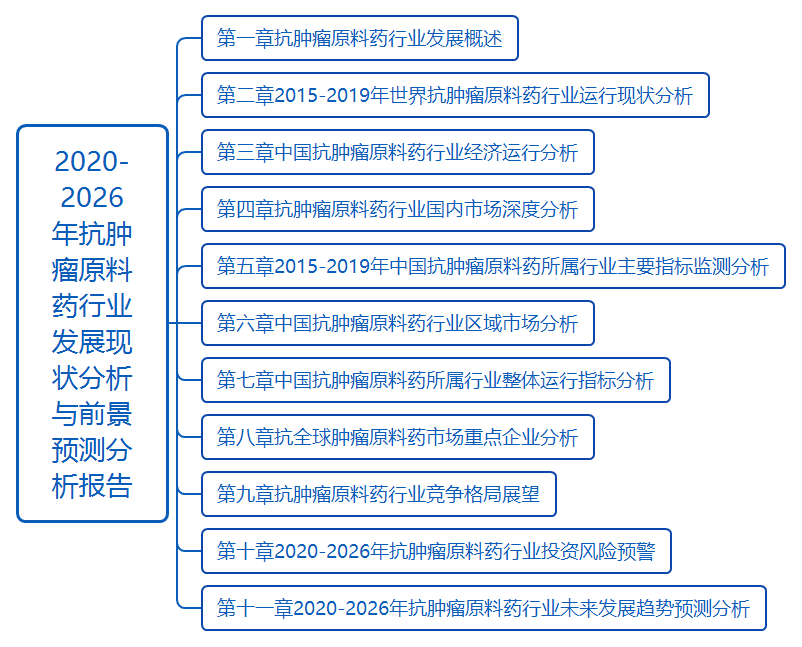 2020-
2026
年抗肿
瘤原料
药行业
发展现
状分析
与前景
预测分
析报告
第一章抗肿瘤原料药行业发展概述
第二章2015-2019年世界抗肿瘤原料药行业运行现状分析
第三章中国抗肿瘤原料药行业经济运行分析
第四章抗肿瘤原料药行业国内市场深度分析
第五章2015-2019年中国抗肿瘤原料药所属行业主要指标监测分析
第六章中国抗肿瘤原料药行业区域市场分析
第七章中国抗肿瘤原料药所属行业整体运行指标分析
第八章抗全球肿瘤原料药市场重点企业分析
第九章抗肿瘤原料药行业竞争格局展望
第十章2020-2026年抗肿瘤原料药行业投资风险预警
第十一章2020-2026年抗肿瘤原料药行业未来发展趋势预测分析